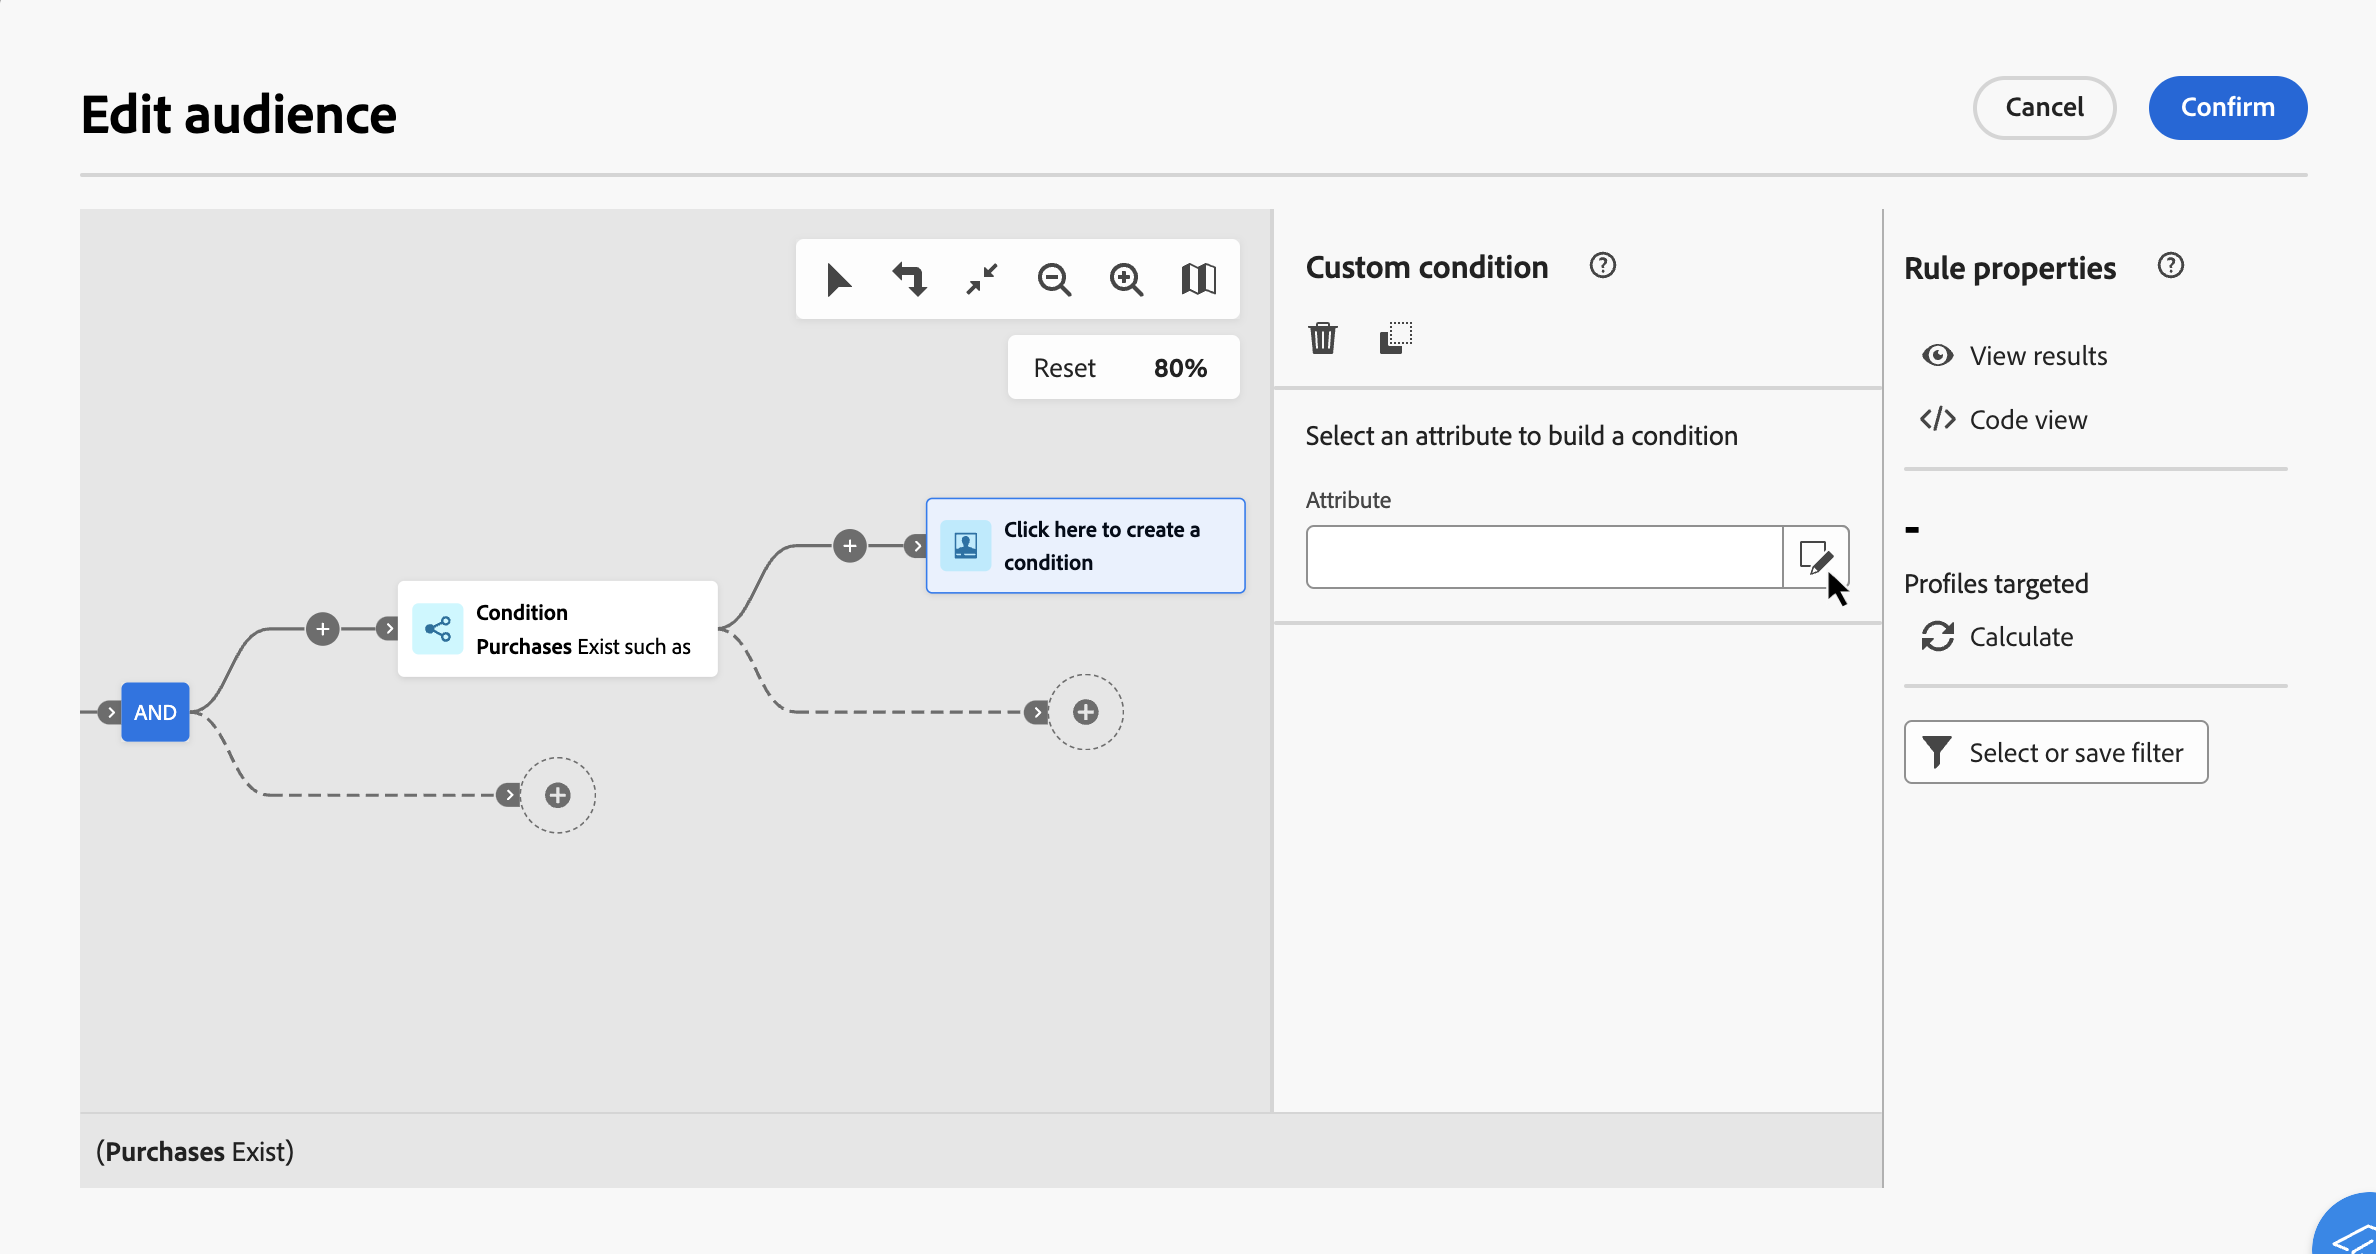 Edit audience
Cancel
Confirm
Reset
80%
AND
Condition
Purchases Exist such as
Click here to create a
condition
Custom condition
Select an attribute to build a condition
Attribute
Rule properties
View results
Code view
-
Profiles targeted
Calculate
Select or save filter
(Purchases Exist)